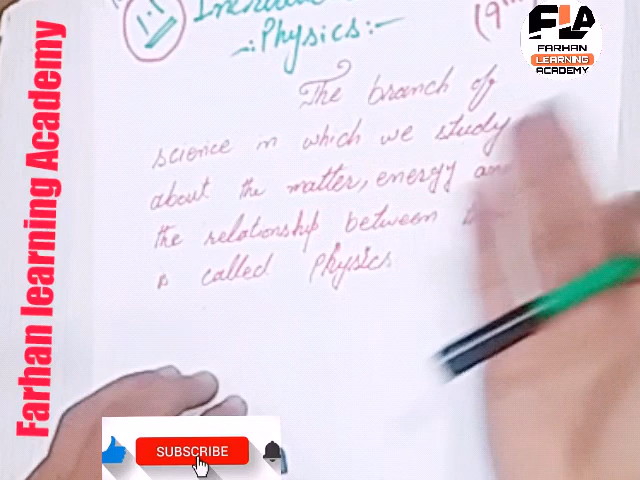 1.1
Physics:-
(9th
The branch of
science in which we study
about the matter, energy and
the relationship between
is called Physics
FLA
FARHAN
LEARNING
ACADEMY
Farhan learning Academy
SUBSCRIBE